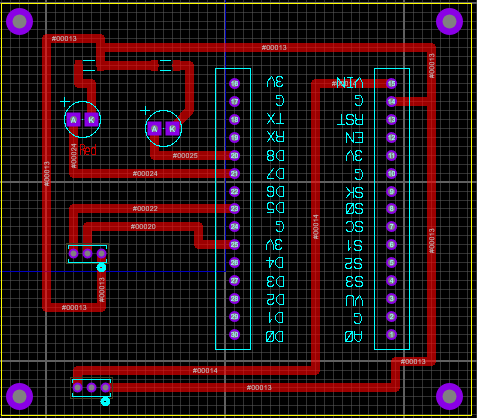 #00013
#00013
#00013
16 3V VIN #00014 15
17 G G 14
A K
A K
18 TX RST 13
19 RX EN 12
#00024
#00025
20 D8 3V 11
#00013
#00024
21 D7 G 10
22 D6 SK 9
#00022
23 D5 S0 8
#00020
24 G SC 7
#00014
#00013
25 3V S1 6
26 D4 S2 5
27 D3 S3 4
#00013
28 D2 VU 3
#00013
29 D1 G 2
30 D0 A0 1
#00013
#00014
#00013